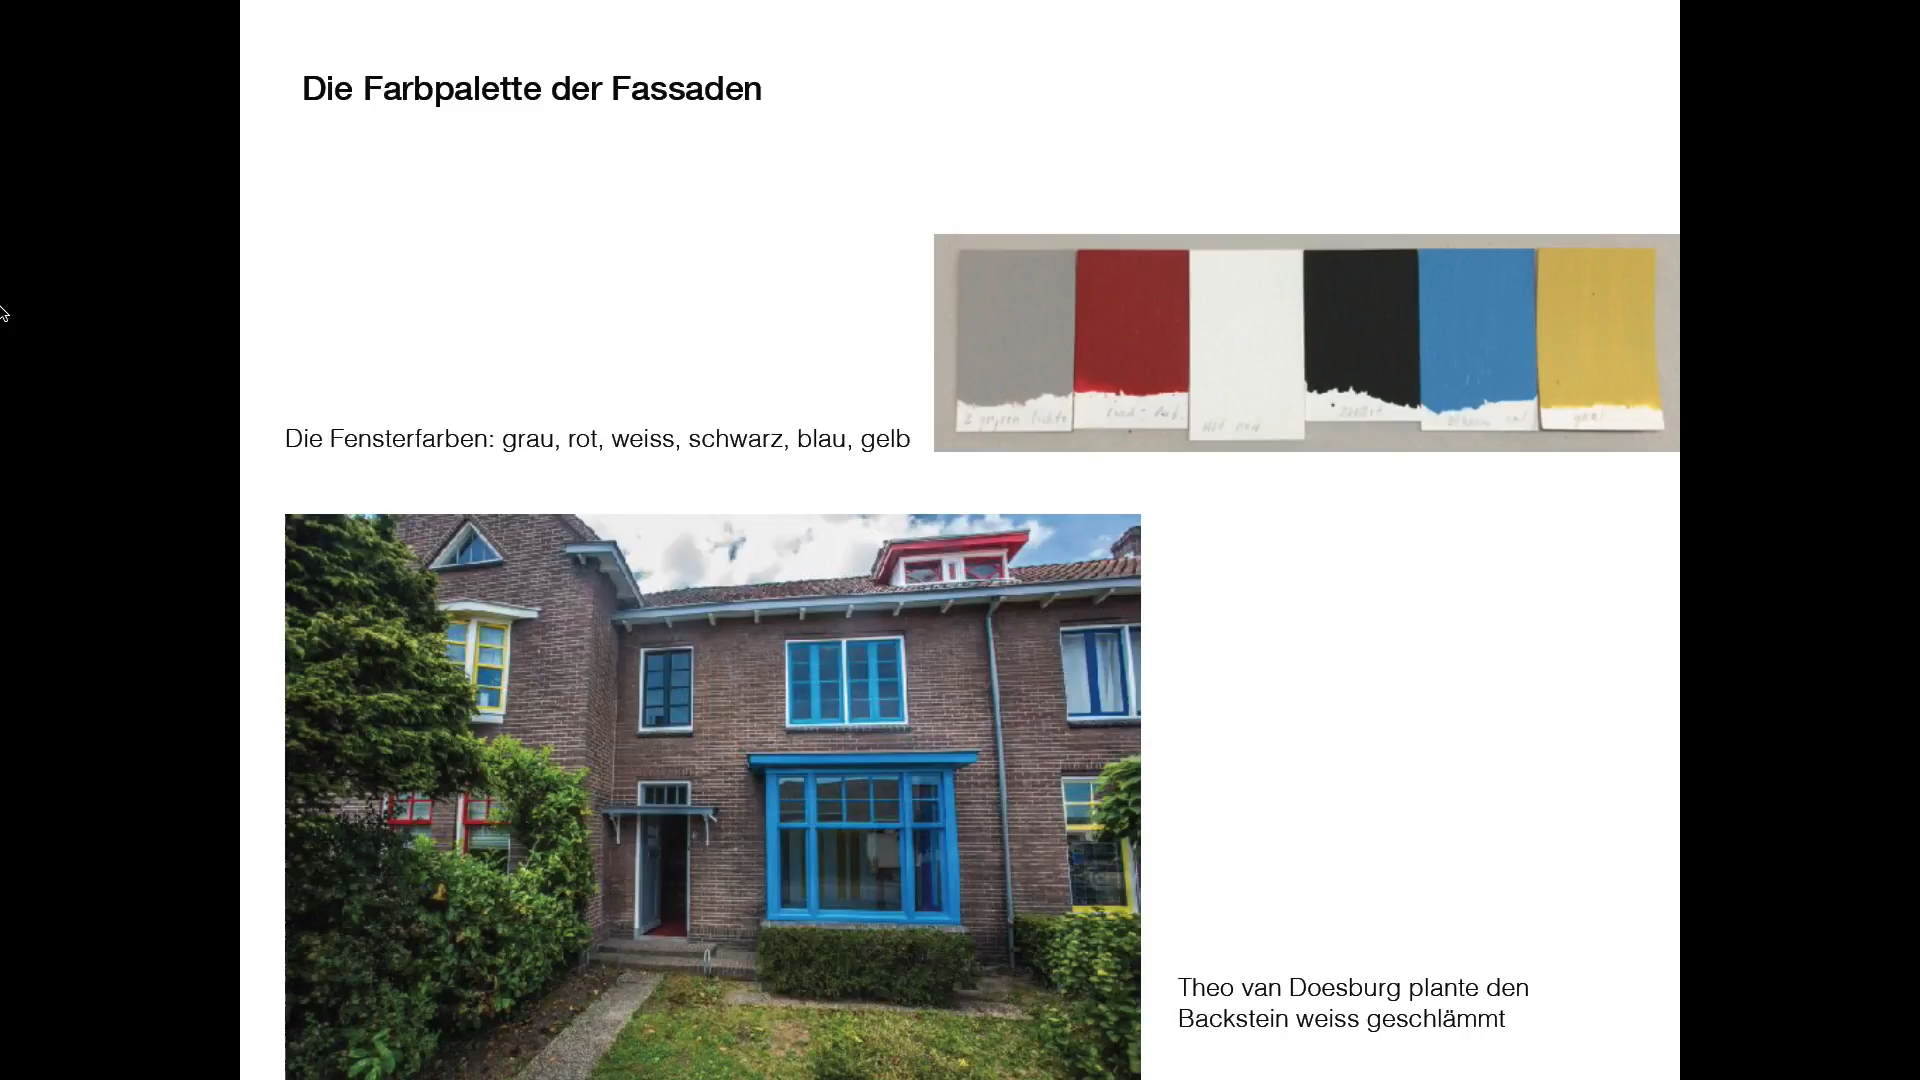 Die Farbpalette der Fassaden
Die Fensterfarben: grau, rot, weiss, schwarz, blau, gelb
Theo van Doesburg plante den
Backstein weiss geschlämmt